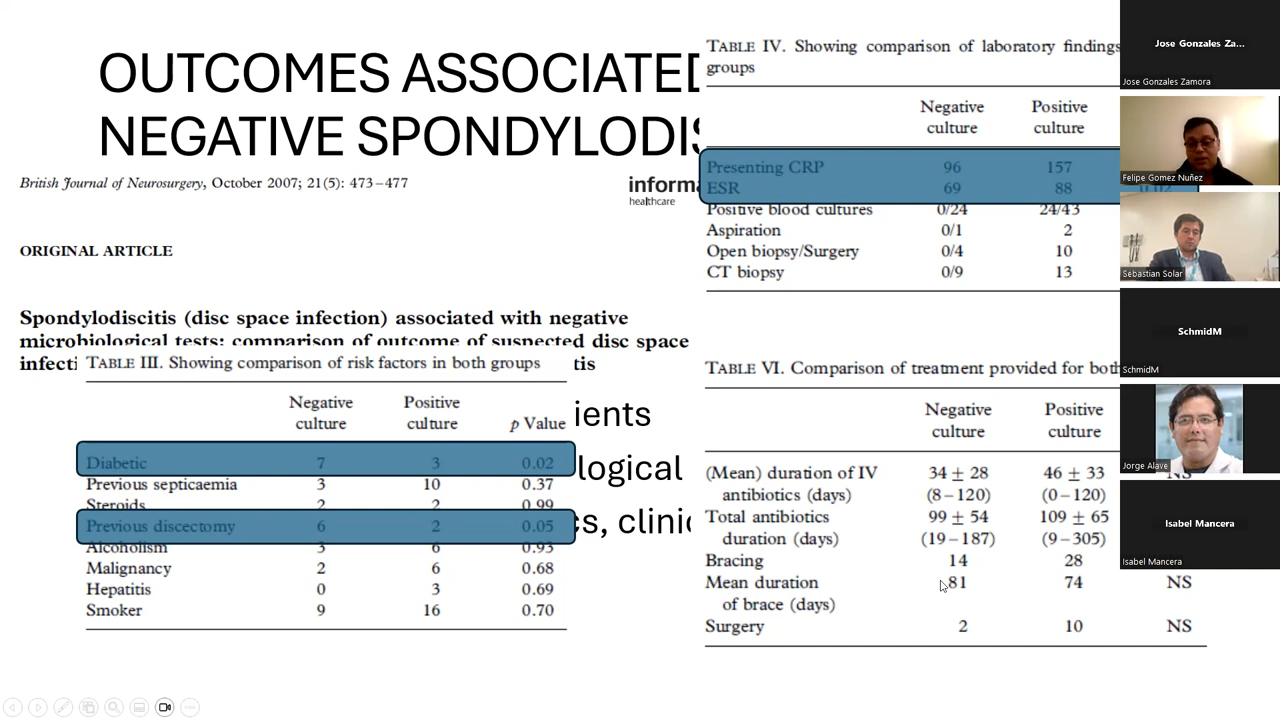 OUTCOMES ASSOCIATED
NEGATIVE SPONDYLODIS
British Journal of Neurosurgery, October 2007; 21(5): 473–477
informa
healthcare
ORIGINAL ARTICLE
Spondylodiscitis (disc space infection) associated with negative
microbiological tests: comparison of outcome of suspected disc space
infecti
tis
ients
logical
cs, clinic
TABLE III. Showing comparison of risk factors in both groups
Negative culture Positive culture p Value
Diabetic 7 3 0.02
Previous septicaemia 3 10 0.37
Steroids 2 2 0.99
Previous discectomy 6 2 0.05
Alcoholism 3 6 0.93
Malignancy 2 6 0.68
Hepatitis 0 3 0.69
Smoker 9 16 0.70
TABLE IV. Showing comparison of laboratory findings
groups
Negative culture Positive culture
Presenting CRP 96 157
ESR 69 88 0.02
Positive blood cultures 0/24 24/43
Aspiration 0/1 2
Open biopsy/Surgery 0/4 10
CT biopsy 0/9 13
TABLE VI. Comparison of treatment provided for both
Negative culture Positive culture
(Mean) duration of IV 34 ± 28 46 ± 33 NS
antibiotics (days) (8–120) (0–120)
Total antibiotics 99 ± 54 109 ± 65
duration (days) (19–187) (9–305)
Bracing 14 28
Mean duration 81 74 NS
of brace (days)
Surgery 2 10 NS
Jose Gonzales Za...
Jose Gonzales Zamora
Felipe Gomez Nuñez
Sebastian Solar
SchmidM
SchmidM
Jorge Alave
Isabel Mancera
Isabel Mancera